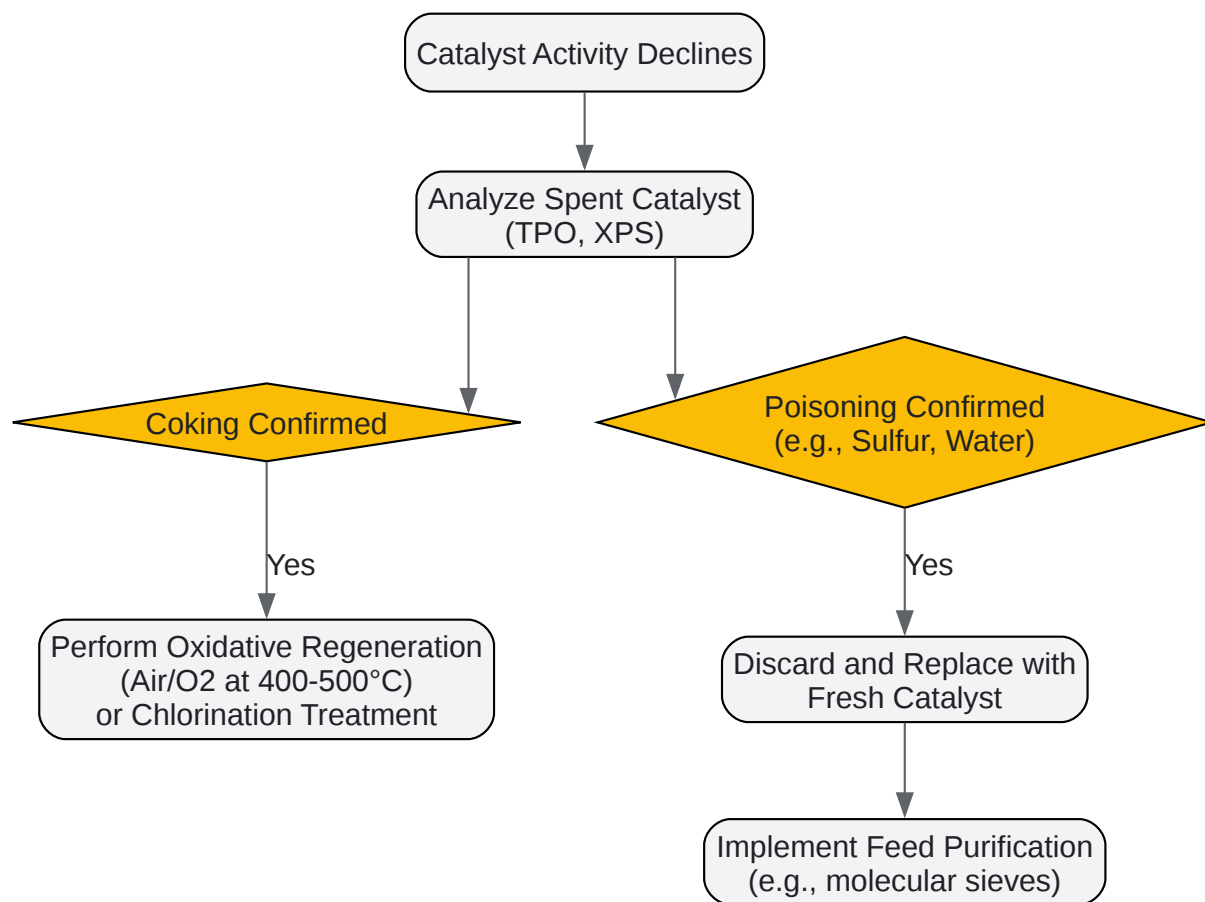 Catalyst Activity Declines
Analyze Spent Catalyst
(TPO, XPS)
Coking Confirmed
Poisoning Confirmed
(e.g., Sulfur, Water)
Yes
Yes
Perform Oxidative Regeneration
(Air/O2 at 400-500°C)
or Chlorination Treatment
Discard and Replace with
Fresh Catalyst
Implement Feed Purification
(e.g., molecular sieves)